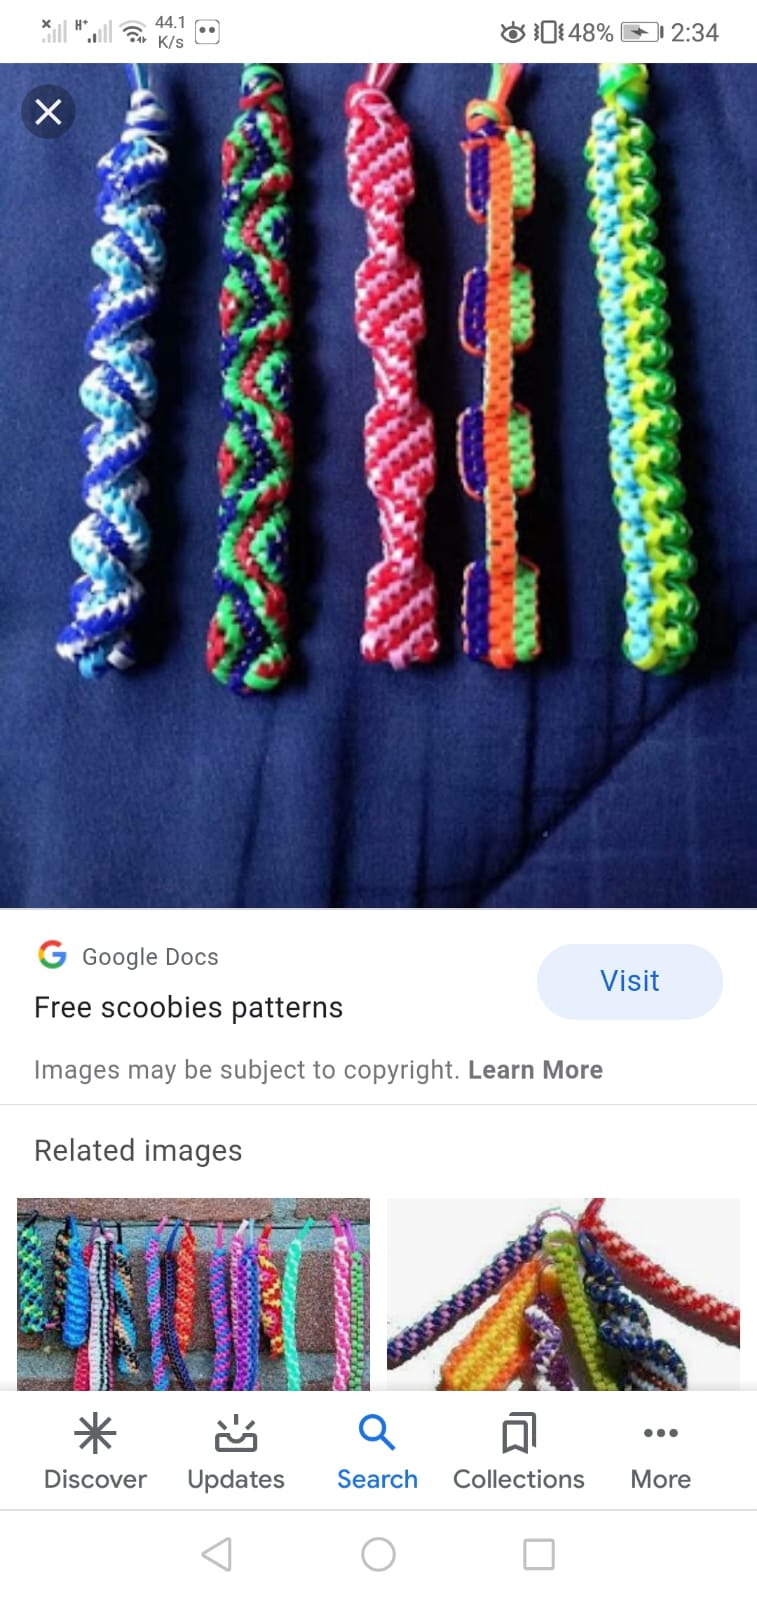 44.1
H+ K/s 48% 2:34
Google Docs
Visit
Free scoobies patterns
Images may be subject to copyright. Learn More
Related images
Discover Updates Search Collections More